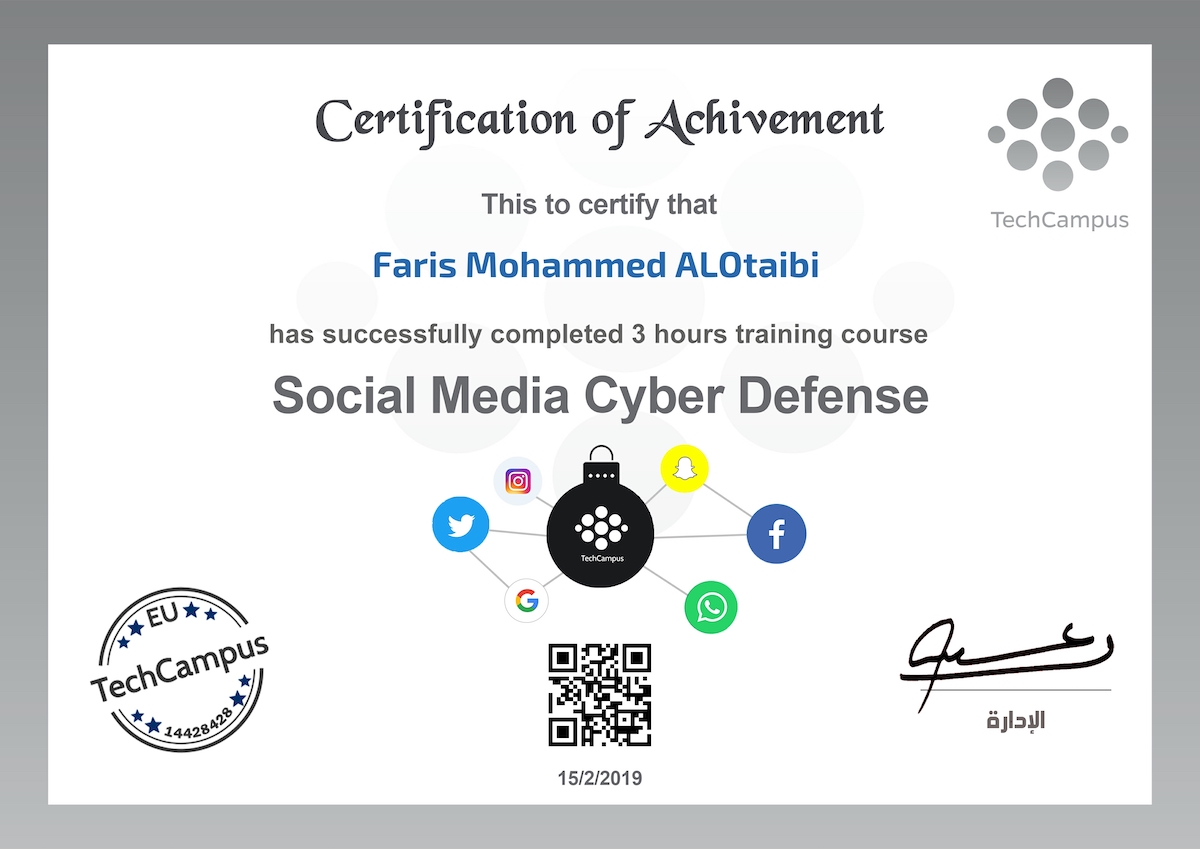 Certification of Achivement
TechCampus
This to certify that
Faris Mohammed ALOtaibi
has successfully completed 3 hours training course
Social Media Cyber Defense
TechCampus
EU
TechCampus
14428428
الإدارة
15/2/2019